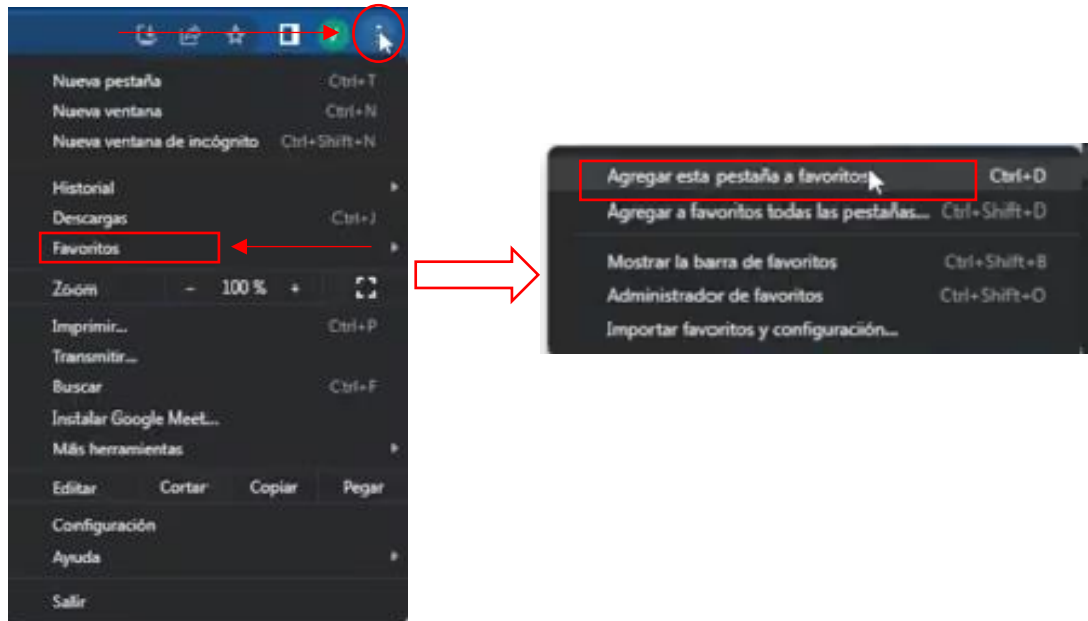 Nueva pestaña Ctrl+T
Nueva ventana Ctrl+N
Nueva ventana de incógnito Ctrl+Shift+N
Historial
Descargas Ctrl+J
Favoritos
Zoom - 100 % +
Imprimir... Ctrl+P
Transmitir...
Buscar Ctrl+F
Instalar Google Meet...
Más herramientas
Editar Cortar Copiar Pegar
Configuración
Ayuda
Salir
Agregar esta pestaña a favoritos Ctrl+D
Agregar a favoritos todas las pestañas... Ctrl+Shift+D
Mostrar la barra de favoritos Ctrl+Shift+B
Administrador de favoritos Ctrl+Shift+O
Importar favoritos y configuración...